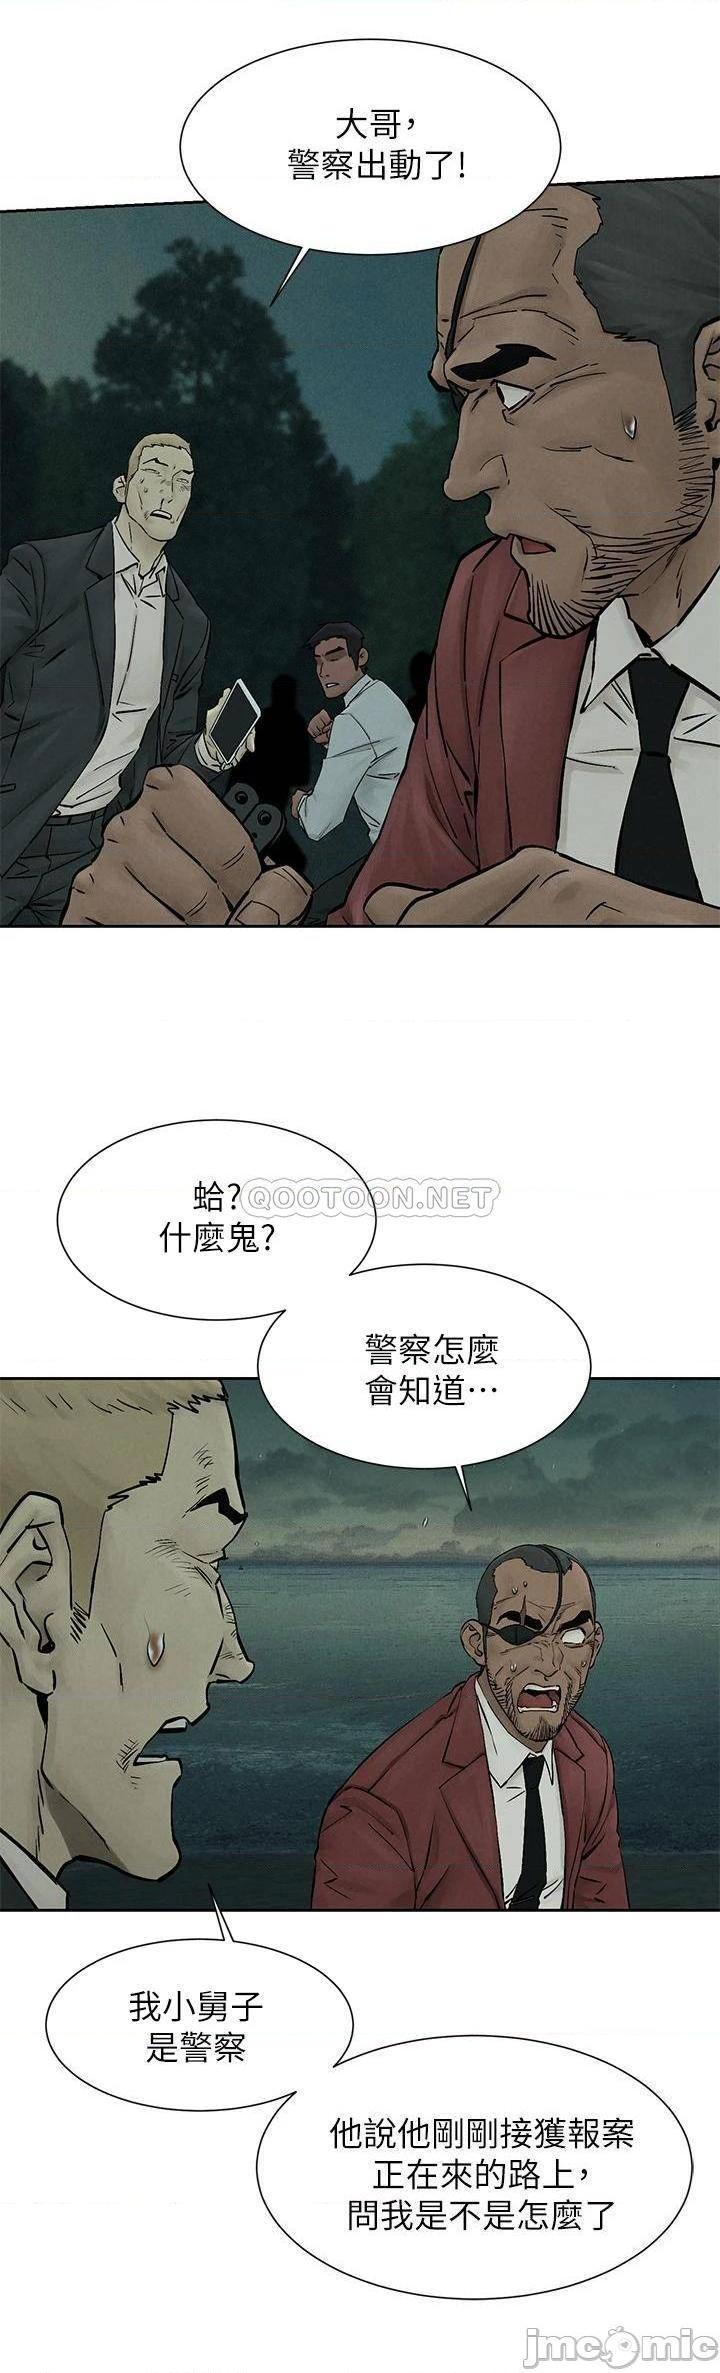 大哥，
警察出動了！
蛤？
什麼鬼？
QOOTOON.NET
警察怎麼
會知道…
我小舅子
是警察
他說他剛剛接獲報案
正在來的路上，
問我是不是怎麼了
jmcomic